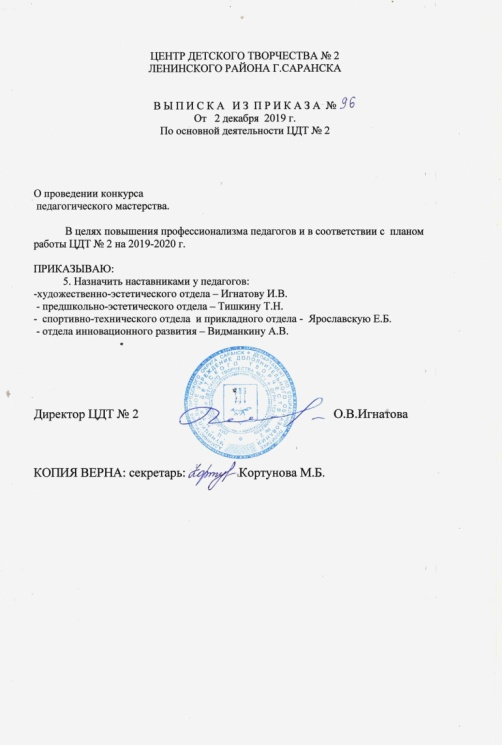 ЦЕНТР ДЕТСКОГО ТВОРЧЕСТВА № 2
ЛЕНИНСКОГО РАЙОНА Г.САРАНСКА
В Ы П И С К А И З П Р И К А З А № 96
От 2 декабря 2019 г.
По основной деятельности ЦДТ № 2
О проведении конкурса
педагогического мастерства.
В целях повышения профессионализма педагогов и в соответствии с планом
работы ЦДТ № 2 на 2019-2020 г.
ПРИКАЗЫВАЮ:
5. Назначить наставниками у педагогов:
-художественно-эстетического отдела – Игнатову И.В.
- предшкольно-эстетического отдела – Тишкину Т.Н.
- спортивно-технического отдела и прикладного отдела - Ярославскую Е.Б.
- отдела инновационного развития – Видманкину А.В.
Директор ЦДТ № 2 О.В.Игнатова
КОПИЯ ВЕРНА: секретарь: Кортунова М.Б.